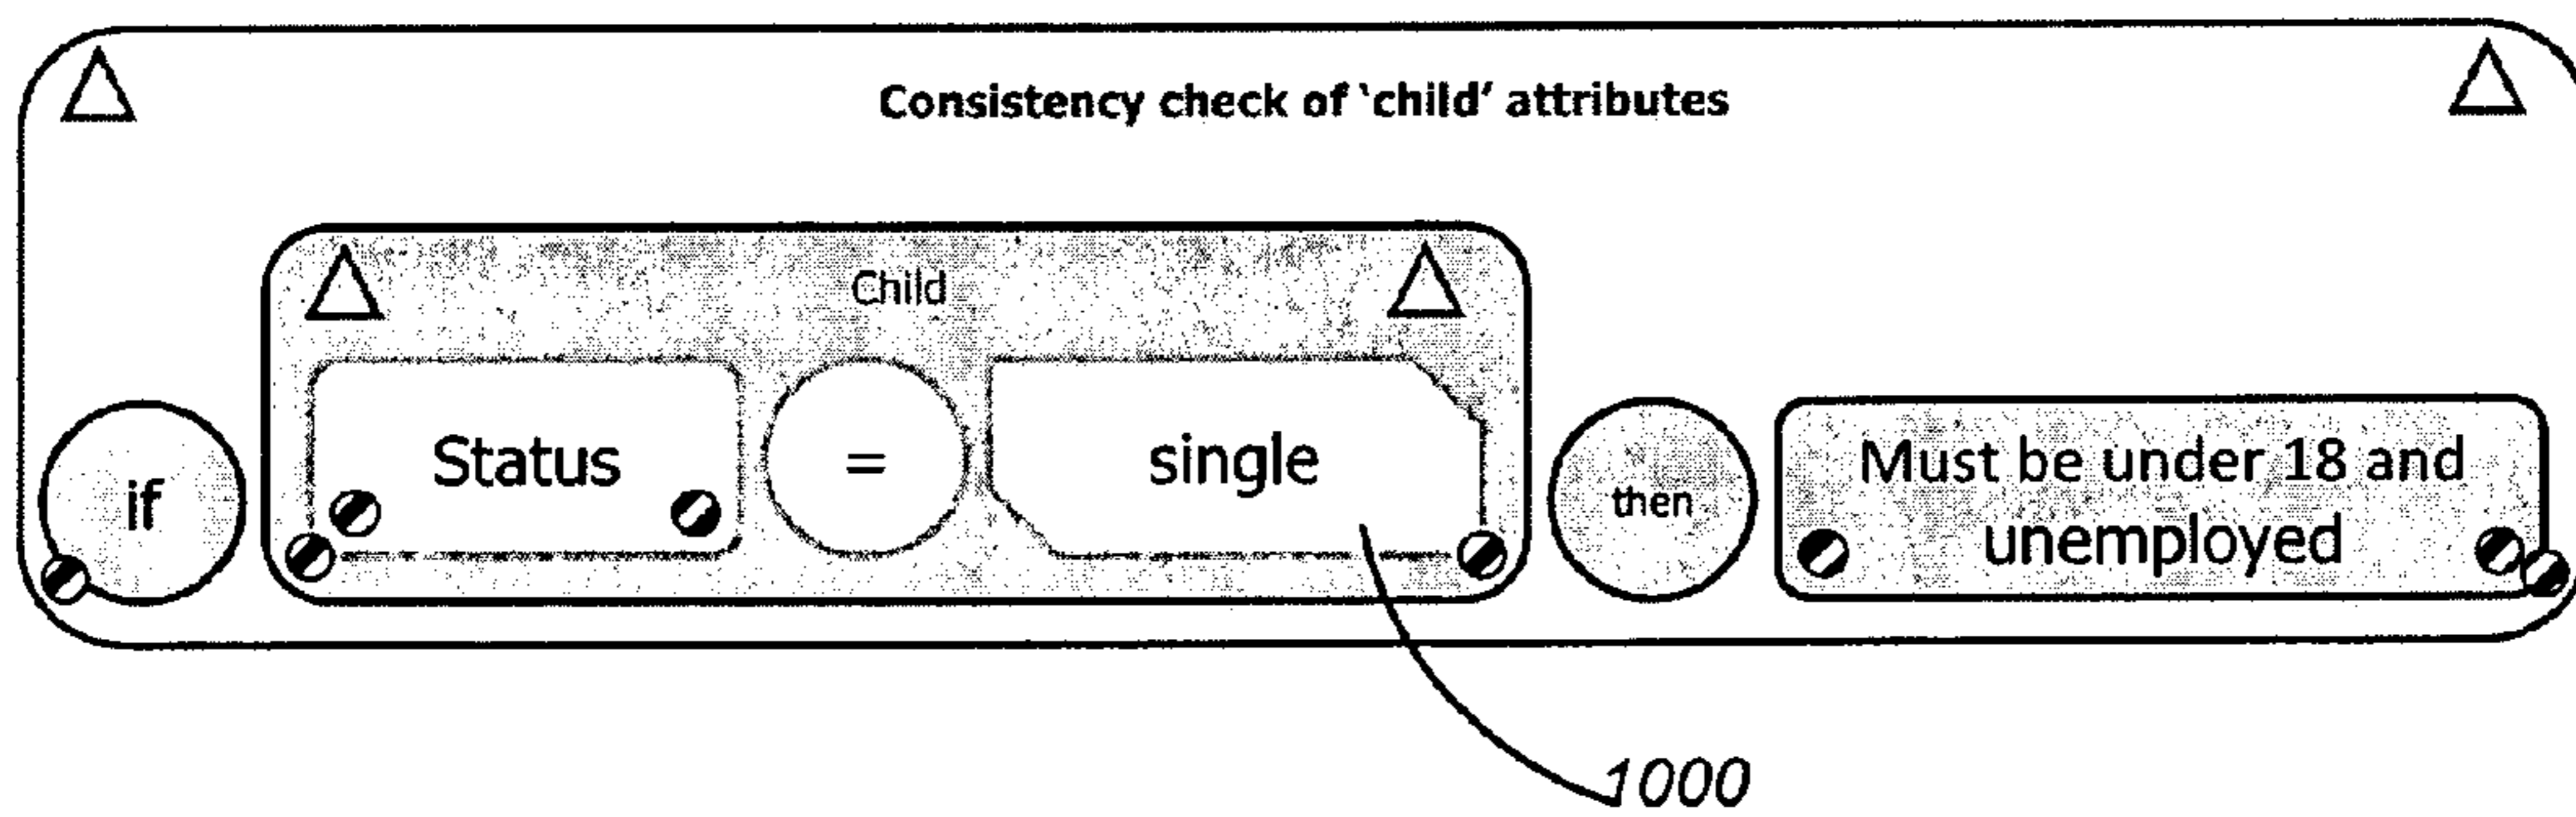 Consistency check of ‘child’ attributes
Child
if
Status
=
single
then
Must be under 18 and
unemployed
1000